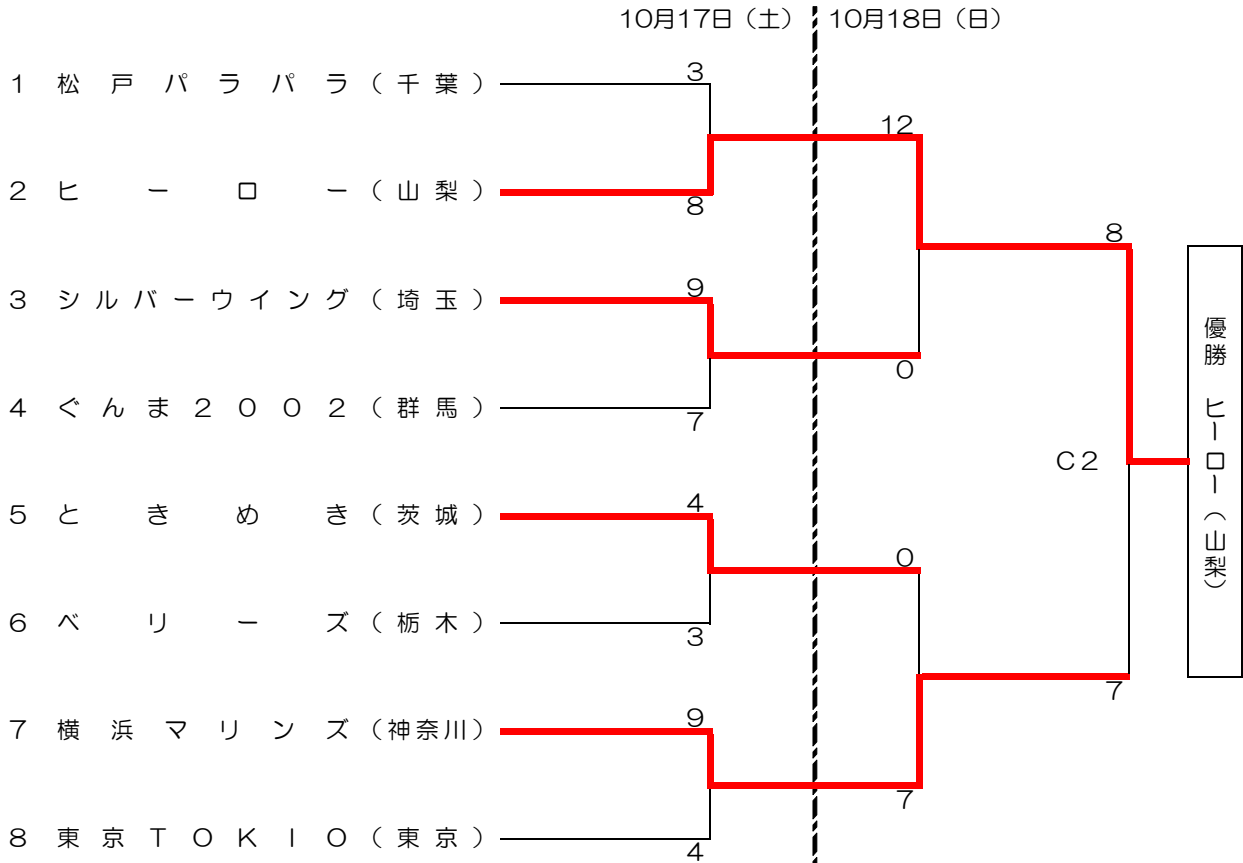 10月17日（土） 10月18日（日）
3
1 松戸パラパラ（千葉）
12
2 ヒーロー（山梨）
8
8
3 シルバーウイング（埼玉）
9
0
4 ぐんま２００２（群馬）
7
優勝 ヒーロー（山梨）
C2
5 ときめき（茨城）
4
0
6 ベリーズ（栃木）
3
7
7 横浜マリンズ（神奈川）
9
7
8 東京ＴＯＫＩＯ（東京）
4